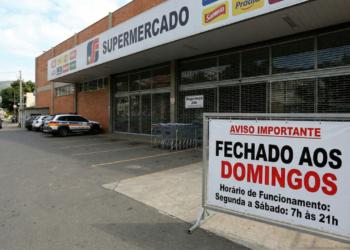 SUPERMERCADO
AVISO IMPORTANTE
FECHADO AOS
DOMINGOS
Horário de Funcionamento:
Segunda a Sábado: 7h às 21h